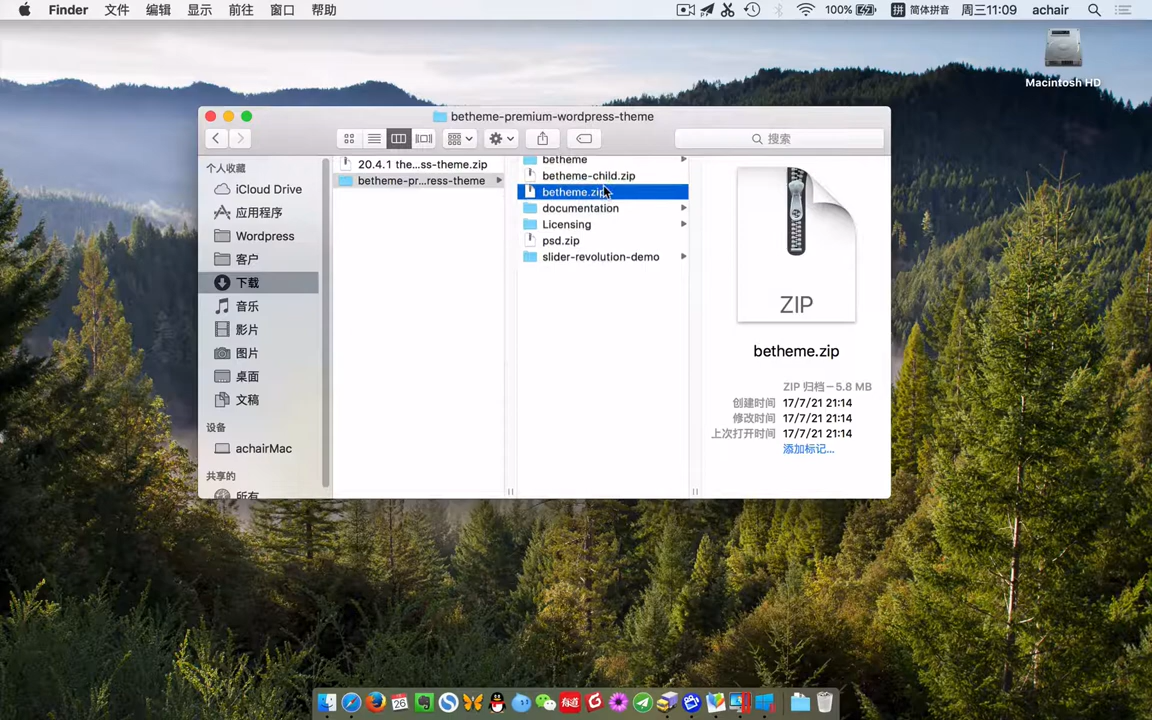 Finder 文件 编辑 显示 前往 窗口 帮助 100% 拼 简体拼音 周三11:09 achair
Macintosh HD
betheme-premium-wordpress-theme
搜索
个人收藏
iCloud Drive
应用程序
Wordpress
客户
下载
音乐
影片
图片
桌面
文稿
设备
achairMac
共享的
所有
20.4.1 the...ss-theme.zip
betheme-pr...ress-theme
betheme
betheme-child.zip
betheme.zip
documentation
Licensing
psd.zip
slider-revolution-demo
ZIP
betheme.zip
ZIP 归档 – 5.8 MB
创建时间 17/7/21 21:14
修改时间 17/7/21 21:14
上次打开时间 17/7/21 21:14
添加标记...
26
有道